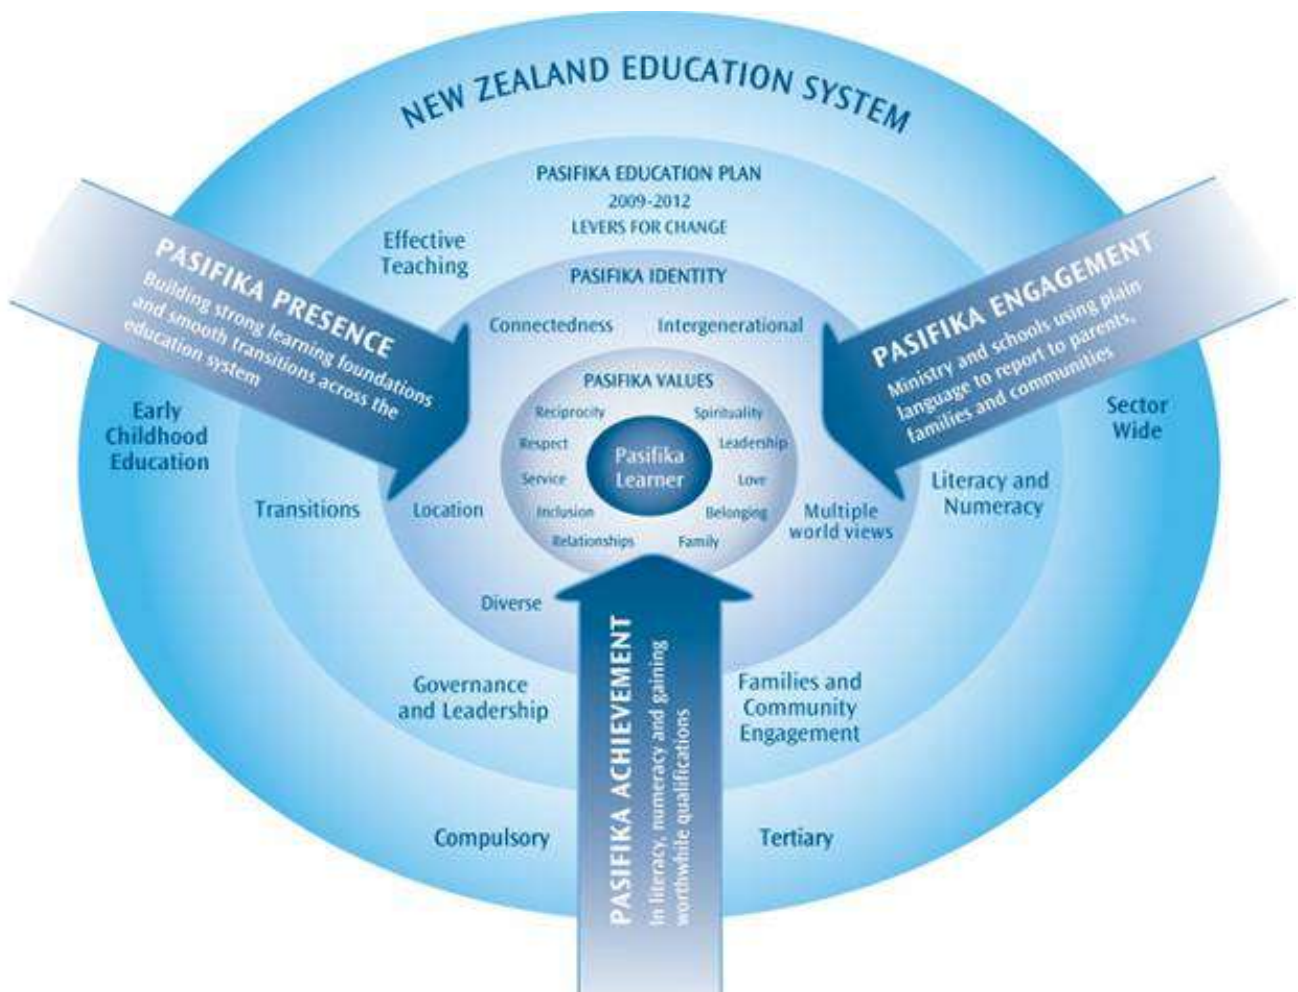 NEW ZEALAND EDUCATION SYSTEM
PASIFIKA EDUCATION PLAN
2009-2012
LEVERS FOR CHANGE
Effective
Teaching
PASIFIKA IDENTITY
Connectedness
Intergenerational
PASIFIKA PRESENCE
Building strong learning foundations
and smooth transitions across the
education system
PASIFIKA ENGAGEMENT
Ministry and schools using plain
language to report to parents,
families and communities
PASIFIKA VALUES
Reciprocity
Spirituality
Respect
Leadership
Service
Love
Inclusion
Belonging
Relationships
Family
Pasifika
Learner
Early
Childhood
Education
Sector
Wide
Transitions
Location
Multiple
world views
Literacy and
Numeracy
Diverse
Governance
and Leadership
Families and
Community
Engagement
PASIFIKA ACHIEVEMENT
In literacy, numeracy and gaining
worthwhile qualifications
Compulsory
Tertiary